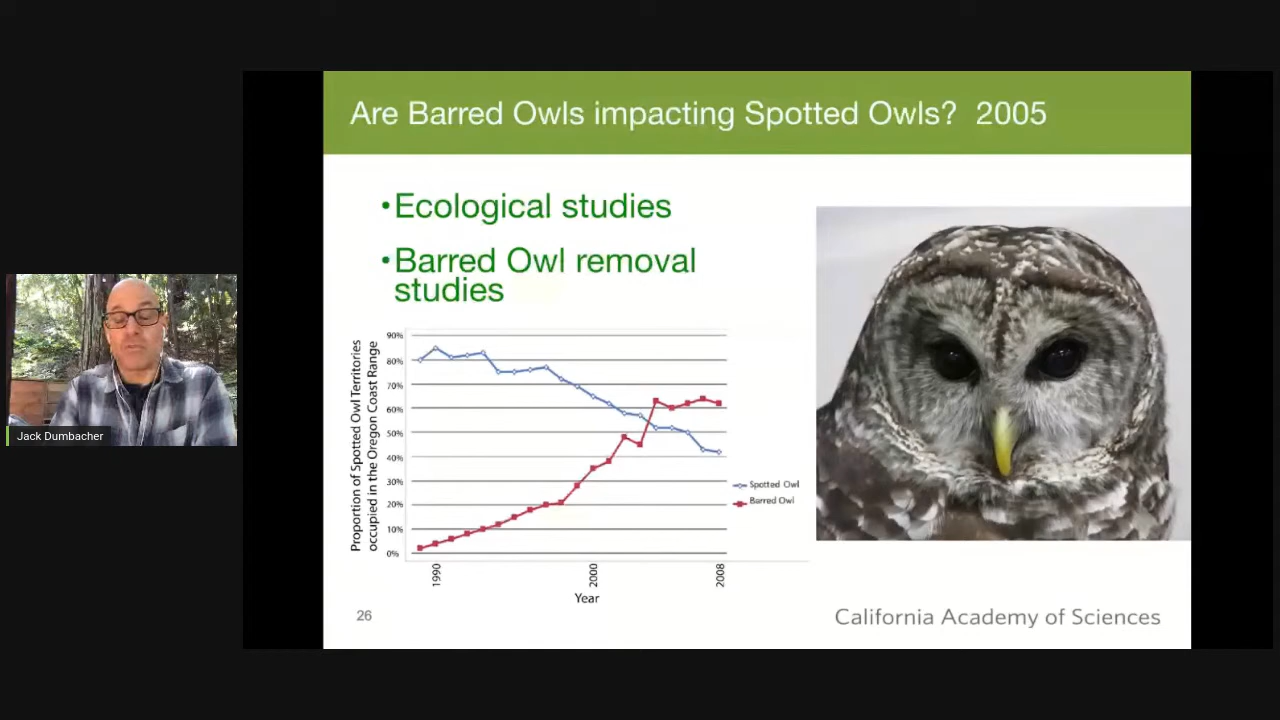 Are Barred Owls impacting Spotted Owls?  2005
•Ecological studies
•Barred Owl removal
studies
Jack Dumbacher
Proportion of Spotted Owl Territories
occupied in the Oregon Coast Range
90%
80%
70%
60%
50%
40%
30%
20%
10%
0%
Spotted Owl
Barred Owl
1990
2000
2008
Year
26
California Academy of Sciences